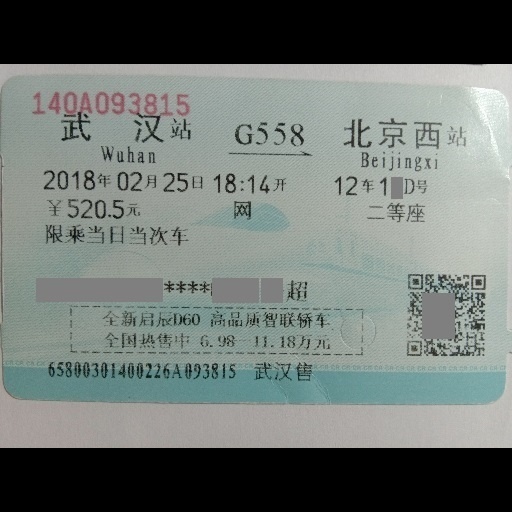 140A093815
武汉站 G558 北京西站
Wuhan Beijingxi
2018年02月25日 18:14开 12车1D号
￥520.5元 网 二等座
限乘当日当次车
**** 超
全新启辰D60 高品质智联轿车
全国热售中 6.98-11.18万元
65800301400226A093815 武汉售